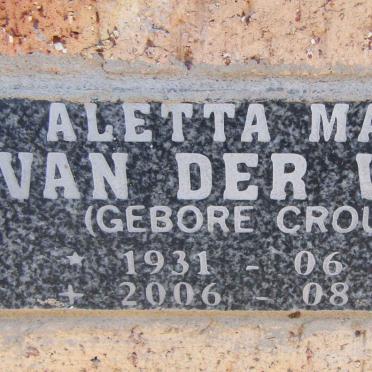 ALETTA MA
VAN DER
(GEBORE CROU
* 1931 - 06
+ 2006 - 08